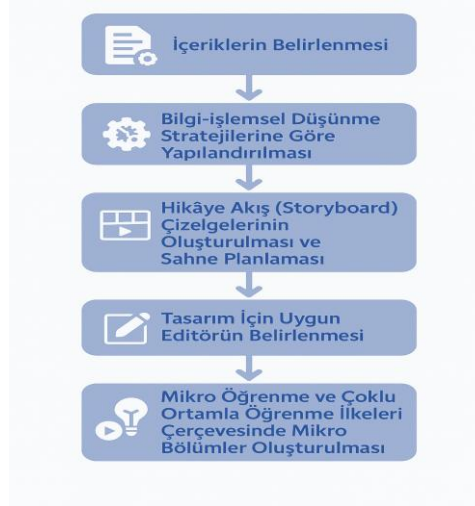 İçeriklerin Belirlenmesi
Bilgi-işlemsel Düşünme
Stratejilerine Göre
Yapılandırılması
Hikâye Akış (Storyboard)
Çizelgelerinin
Oluşturulması ve
Sahne Planlaması
Tasarım İçin Uygun
Editörün Belirlenmesi
Mikro Öğrenme ve Çoklu
Ortamla Öğrenme İlkeleri
Çerçevesinde Mikro
Bölümler Oluşturulması